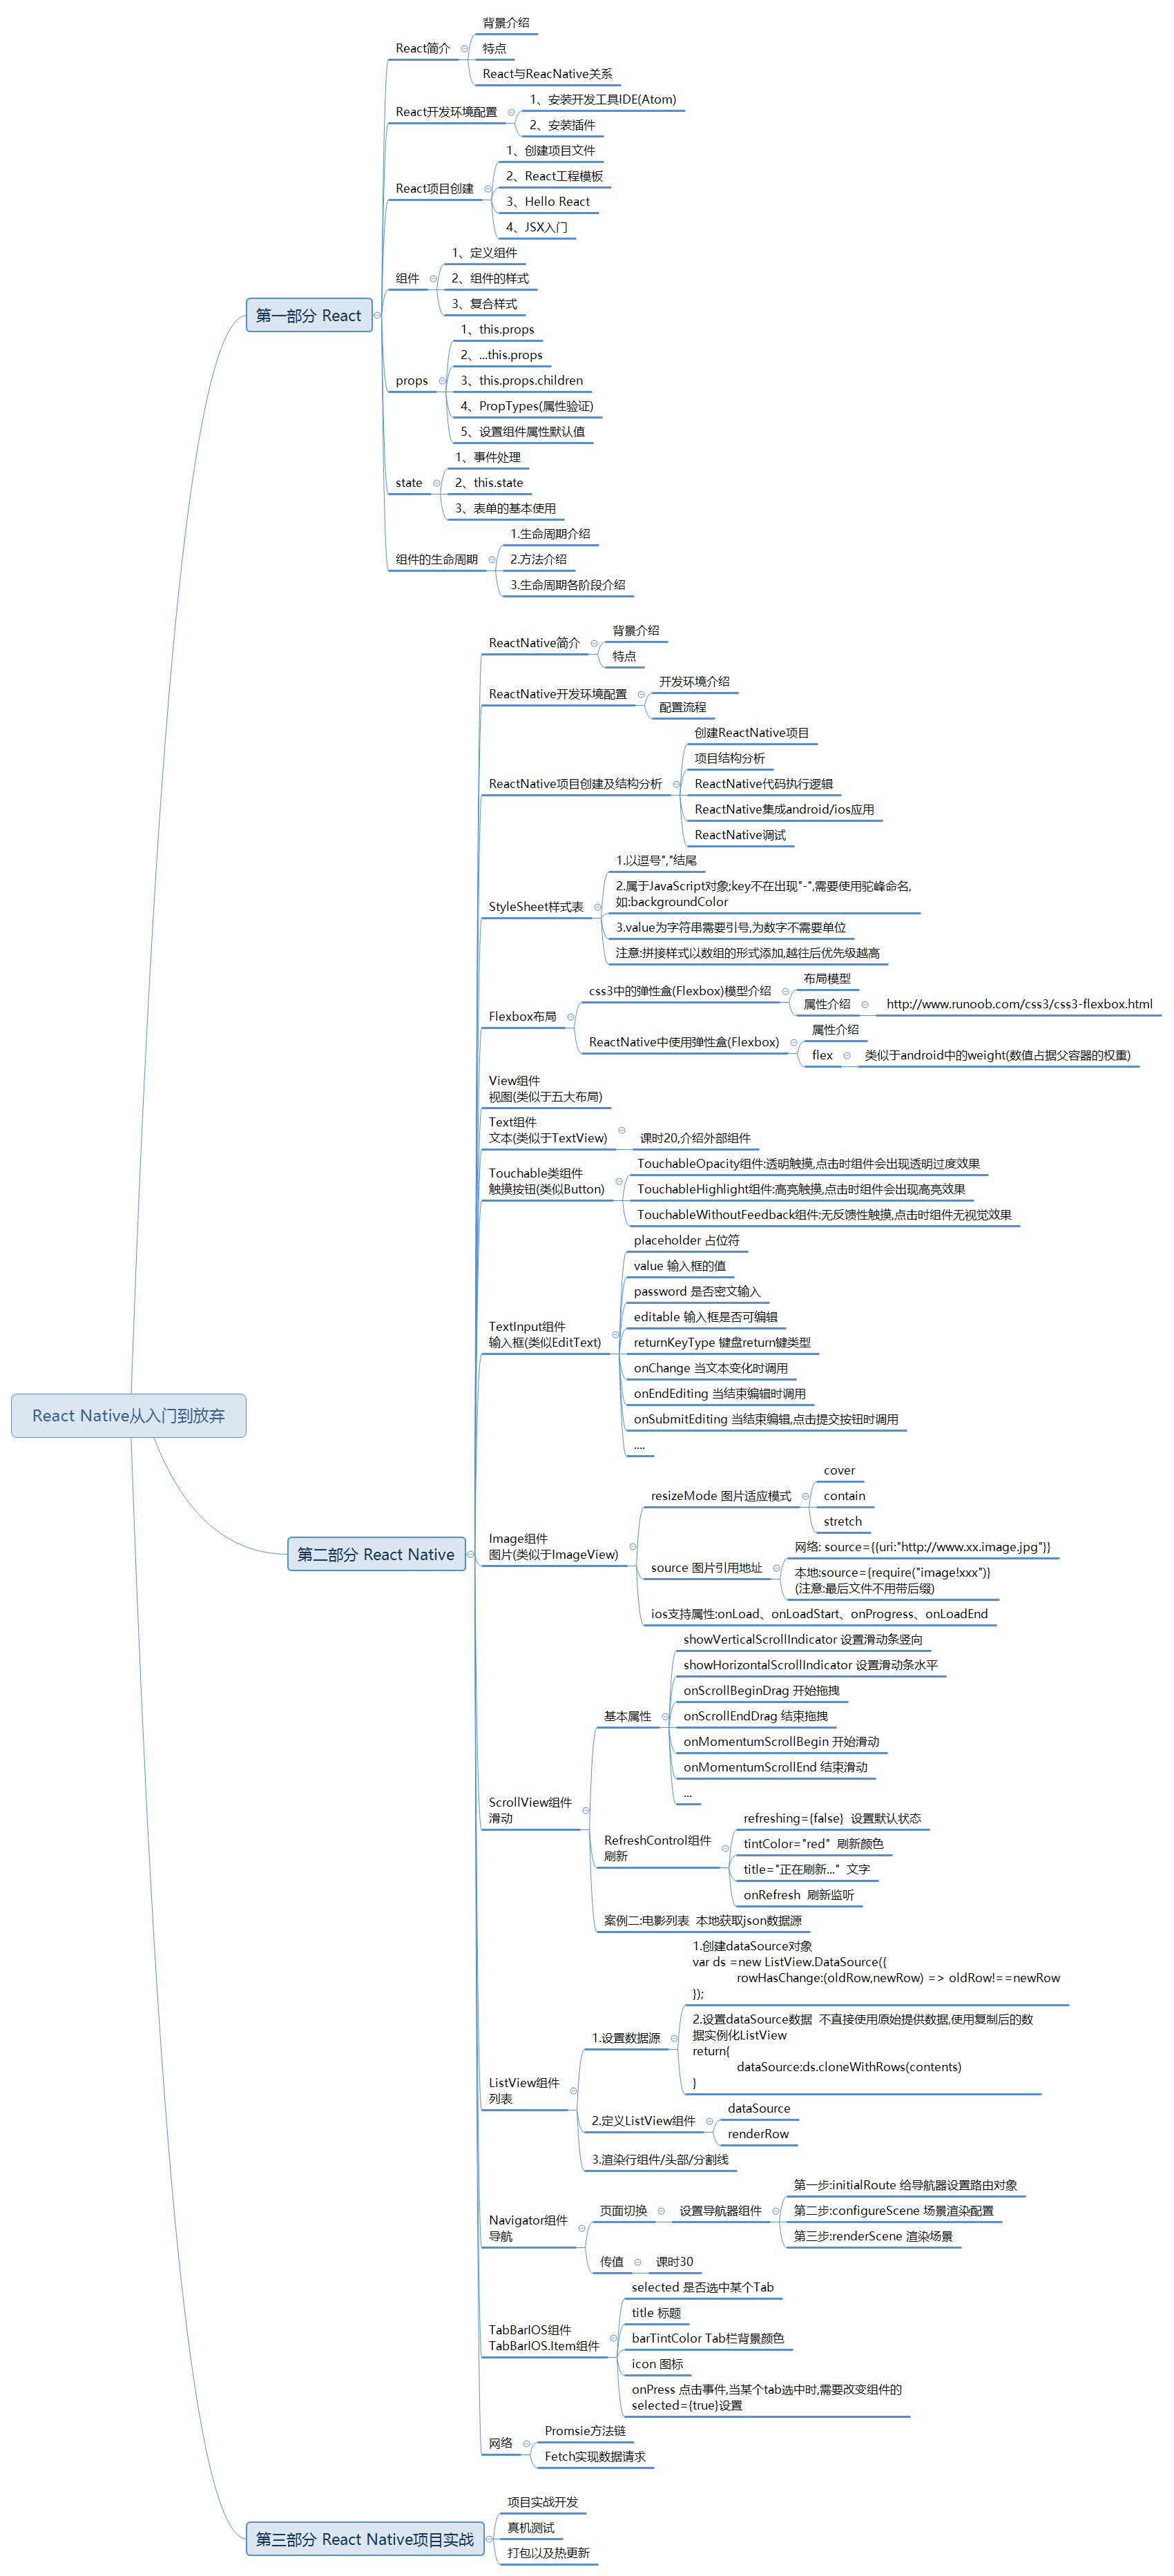 React Native从入门到放弃
第一部分 React
React简介
背景介绍
特点
React与ReacNative关系
React开发环境配置
1、安装开发工具IDE(Atom)
2、安装插件
React项目创建
1、创建项目文件
2、React工程模板
3、Hello React
4、JSX入门
组件
1、定义组件
2、组件的样式
3、复合样式
props
1、this.props
2、...this.props
3、this.props.children
4、PropTypes(属性验证)
5、设置组件属性默认值
state
1、事件处理
2、this.state
3、表单的基本使用
组件的生命周期
1.生命周期介绍
2.方法介绍
3.生命周期各阶段介绍
第二部分 React Native
ReactNative简介
背景介绍
特点
ReactNative开发环境配置
开发环境介绍
配置流程
ReactNative项目创建及结构分析
创建ReactNative项目
项目结构分析
ReactNative代码执行逻辑
ReactNative集成android/ios应用
ReactNative调试
StyleSheet样式表
1.以逗号","结尾
2.属于JavaScript对象;key不在出现"-",需要使用驼峰命名,
如:backgroundColor
3.value为字符串需要引号,为数字不需要单位
注意:拼接样式以数组的形式添加,越往后优先级越高
Flexbox布局
css3中的弹性盒(Flexbox)模型介绍
布局模型
属性介绍
http://www.runoob.com/css3/css3-flexbox.html
ReactNative中使用弹性盒(Flexbox)
属性介绍
flex
类似于android中的weight(数值占据父容器的权重)
View组件
视图(类似于五大布局)
Text组件
文本(类似于TextView)
课时20,介绍外部组件
Touchable类组件
触摸按钮(类似Button)
TouchableOpacity组件:透明触摸,点击时组件会出现透明过度效果
TouchableHighlight组件:高亮触摸,点击时组件会出现高亮效果
TouchableWithoutFeedback组件:无反馈性触摸,点击时组件无视觉效果
TextInput组件
输入框(类似EditText)
placeholder 占位符
value 输入框的值
password 是否密文输入
editable 输入框是否可编辑
returnKeyType 键盘return键类型
onChange 当文本变化时调用
onEndEditing 当结束编辑时调用
onSubmitEditing 当结束编辑,点击提交按钮时调用
....
Image组件
图片(类似于ImageView)
resizeMode 图片适应模式
cover
contain
stretch
source 图片引用地址
网络: source={{uri:"http://www.xx.image.jpg"}}
本地:source={require("image!xxx")}
(注意:最后文件不用带后缀)
ios支持属性:onLoad、onLoadStart、onProgress、onLoadEnd
ScrollView组件
滑动
基本属性
showVerticalScrollIndicator 设置滑动条竖向
showHorizontalScrollIndicator 设置滑动条水平
onScrollBeginDrag 开始拖拽
onScrollEndDrag 结束拖拽
onMomentumScrollBegin 开始滑动
onMomentumScrollEnd 结束滑动
...
RefreshControl组件
刷新
refreshing={false} 设置默认状态
tintColor="red" 刷新颜色
title="正在刷新..." 文字
onRefresh 刷新监听
案例二:电影列表 本地获取json数据源
ListView组件
列表
1.设置数据源
1.创建dataSource对象
var ds =new ListView.DataSource({
rowHasChange:(oldRow,newRow) => oldRow!==newRow
});
2.设置dataSource数据 不直接使用原始提供数据,使用复制后的数
据实例化ListView
return{
dataSource:ds.cloneWithRows(contents)
}
2.定义ListView组件
dataSource
renderRow
3.渲染行组件/头部/分割线
Navigator组件
导航
页面切换
设置导航器组件
第一步:initialRoute 给导航器设置路由对象
第二步:configureScene 场景渲染配置
第三步:renderScene 渲染场景
传值
课时30
TabBarIOS组件
TabBarIOS.Item组件
selected 是否选中某个Tab
title 标题
barTintColor Tab栏背景颜色
icon 图标
onPress 点击事件,当某个tab选中时,需要改变组件的
selected={true}设置
网络
Promsie方法链
Fetch实现数据请求
第三部分 React Native项目实战
项目实战开发
真机测试
打包以及热更新